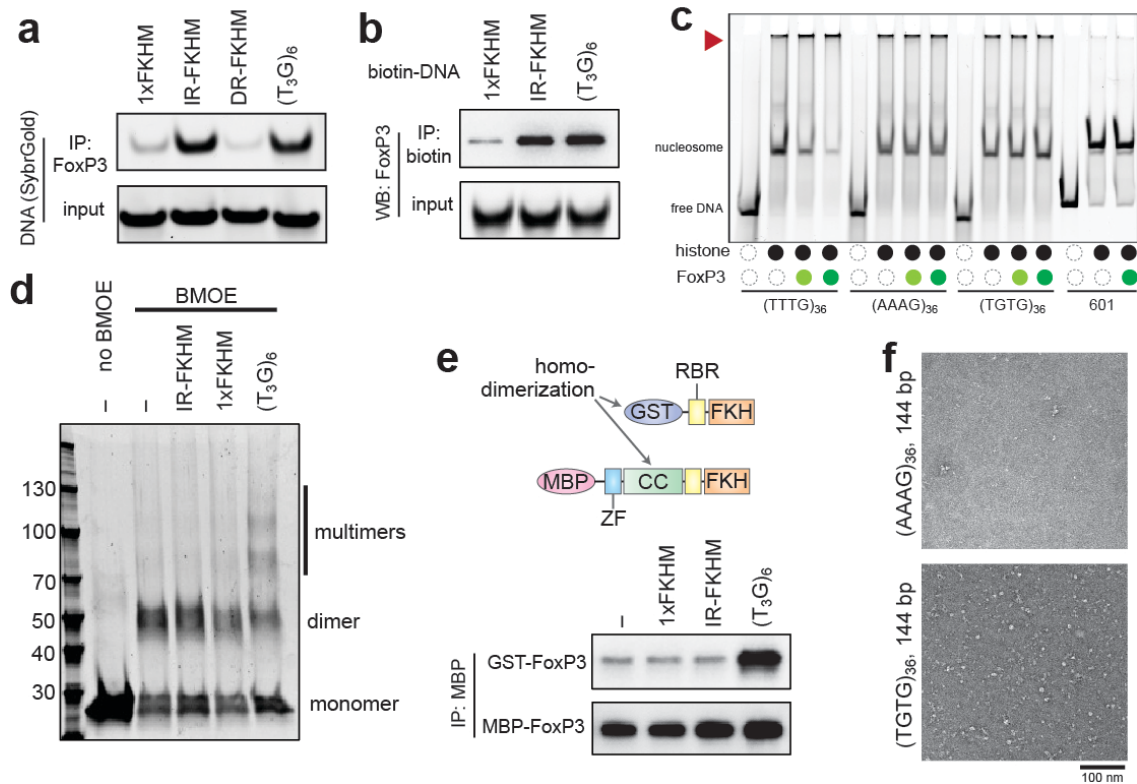 a
1xFKHM
IR-FKHM
DR-FKHM
(T₃G)₆
DNA (SybrGold)
IP:
FoxP3
input
b
biotin-DNA
1xFKHM
IR-FKHM
(T₃G)₆
WB: FoxP3
IP:
biotin
input
c
nucleosome
free DNA
histone
FoxP3
(TTTG)₃₆
(AAAG)₃₆
(TGTG)₃₆
601
d
no BMOE
BMOE
–
–
IR-FKHM
1xFKHM
(T₃G)₆
130
100
70
50
40
30
multimers
dimer
monomer
e
homo-
dimerization
RBR
GST
FKH
MBP
CC
FKH
ZF
–
1xFKHM
IR-FKHM
(T₃G)₆
IP: MBP
GST-FoxP3
MBP-FoxP3
f
(AAAG)₃₆, 144 bp
(TGTG)₃₆, 144 bp
100 nm